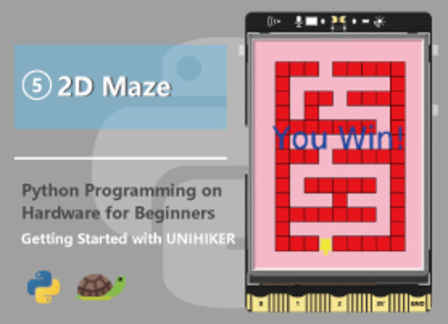 ⑤ 2D Maze
You Win!
Python Programming on
Hardware for Beginners
Getting Started with UNIHIKER